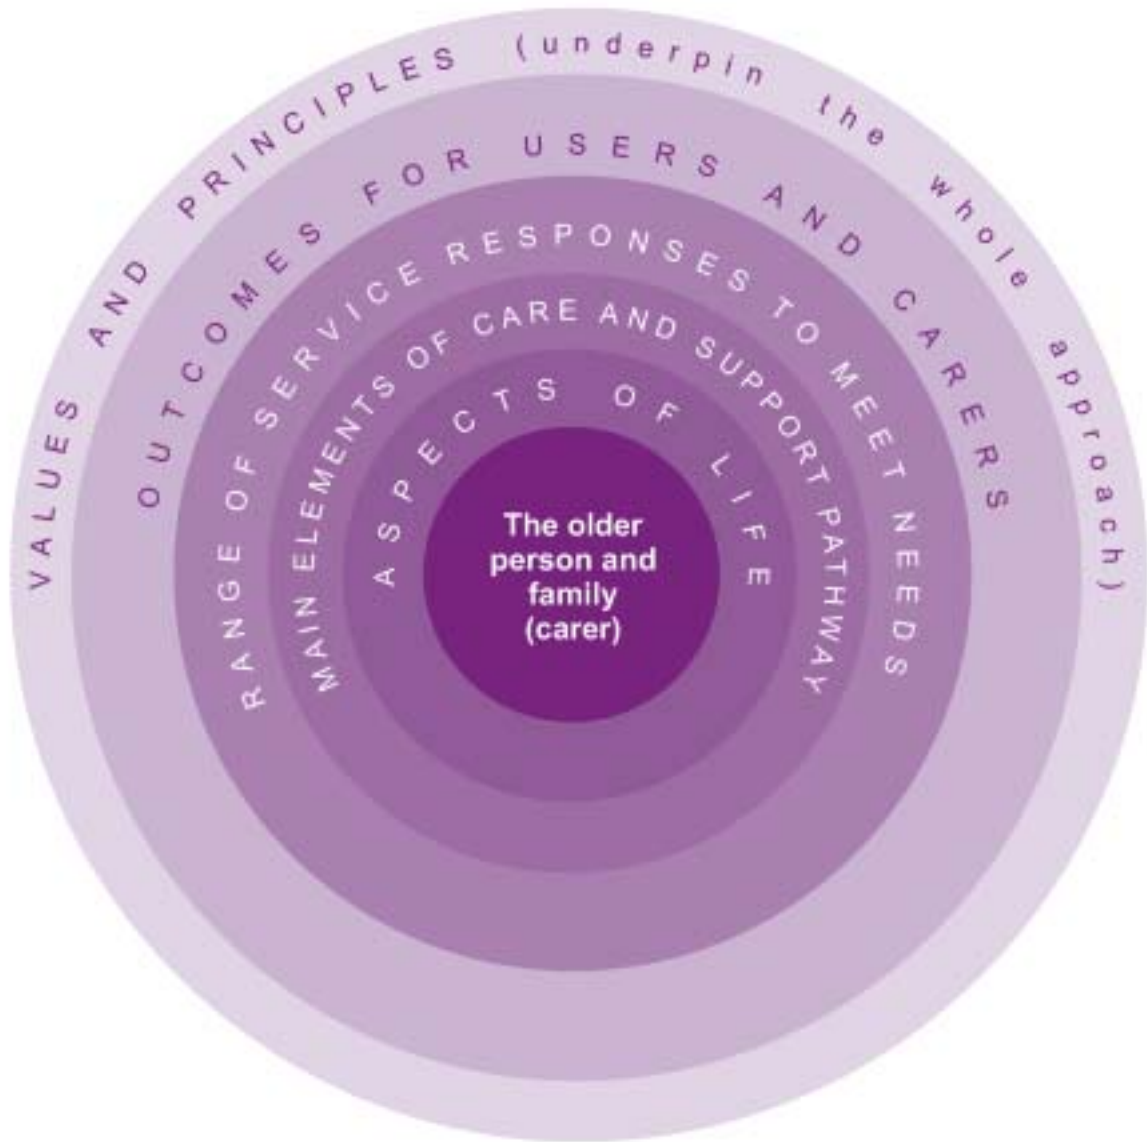 VALUES AND PRINCIPLES (underpin the whole approach)
OUTCOMES FOR USERS AND CARERS
RANGE OF SERVICE RESPONSES TO MEET NEEDS
MAIN ELEMENTS OF CARE AND SUPPORT PATHWAY
ASPECTS OF LIFE
The older
person and
family
(carer)